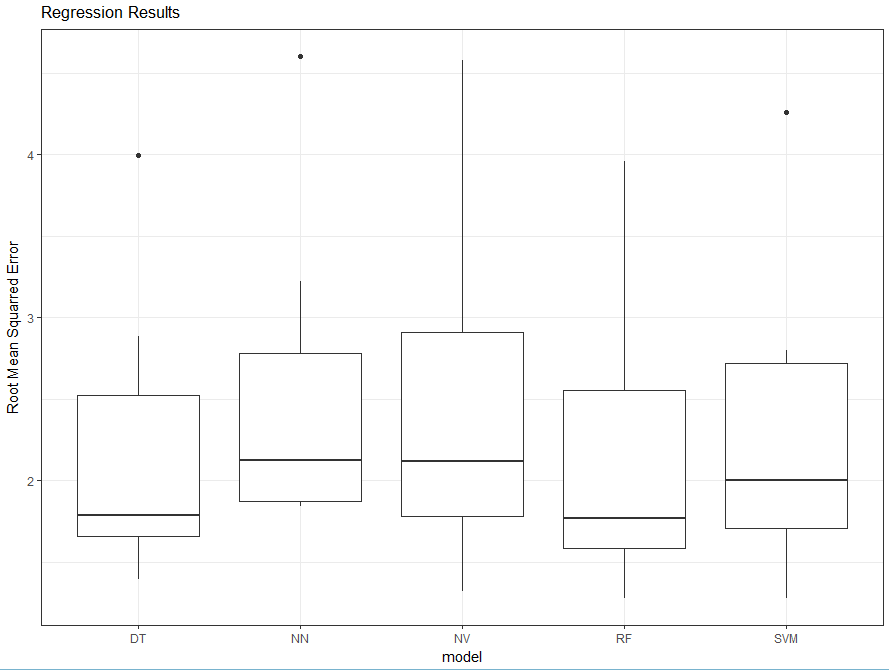 Regression Results
Root Mean Squarred Error
4
3
2
DT NN NV RF SVM
model